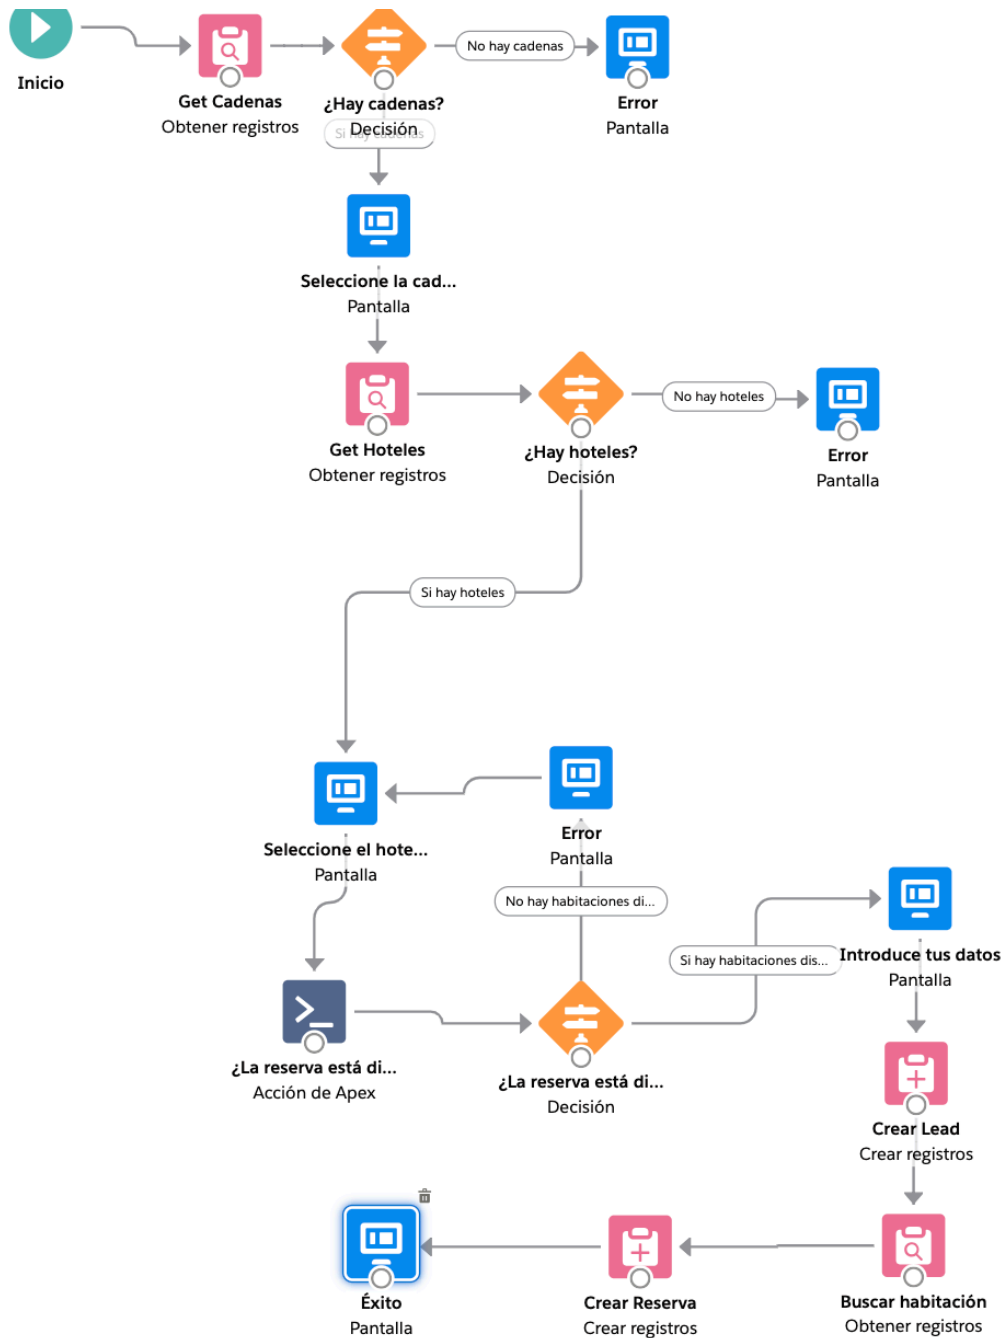 Inicio
Get Cadenas
Obtener registros
¿Hay cadenas?
Decisión
Si hay cadenas
No hay cadenas
Error
Pantalla
Seleccione la cad...
Pantalla
Get Hoteles
Obtener registros
¿Hay hoteles?
Decisión
No hay hoteles
Error
Pantalla
Si hay hoteles
Seleccione el hote...
Pantalla
Error
Pantalla
No hay habitaciones di...
Si hay habitaciones dis...
Introduce tus datos
Pantalla
¿La reserva está di...
Acción de Apex
¿La reserva está di...
Decisión
Crear Lead
Crear registros
Éxito
Pantalla
Crear Reserva
Crear registros
Buscar habitación
Obtener registros